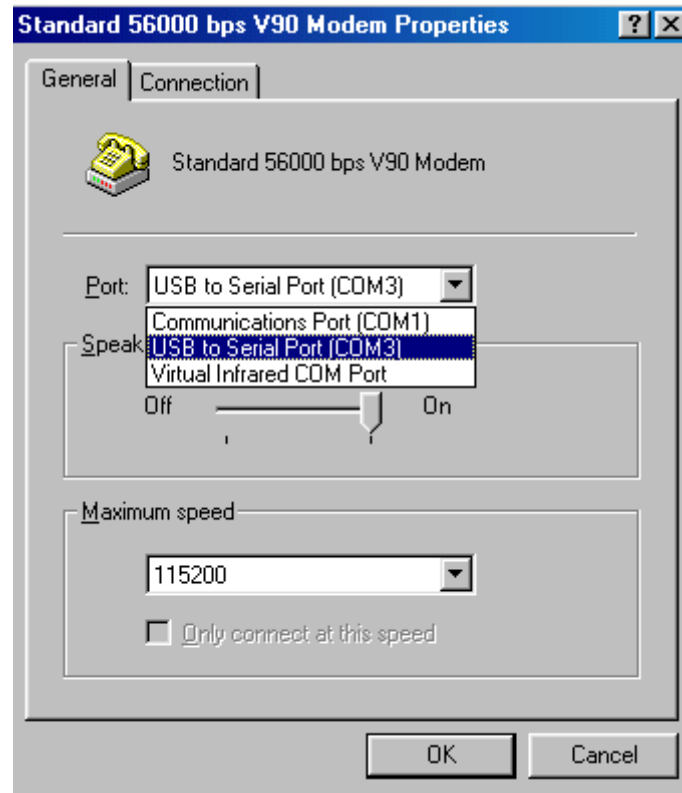 Standard 56000 bps V90 Modem Properties
General Connection
Standard 56000 bps V90 Modem
Port: USB to Serial Port (COM3)
Communications Port (COM1)
Speak USB to Serial Port (COM3)
Virtual Infrared COM Port
Off On
Maximum speed
115200
Only connect at this speed
OK Cancel